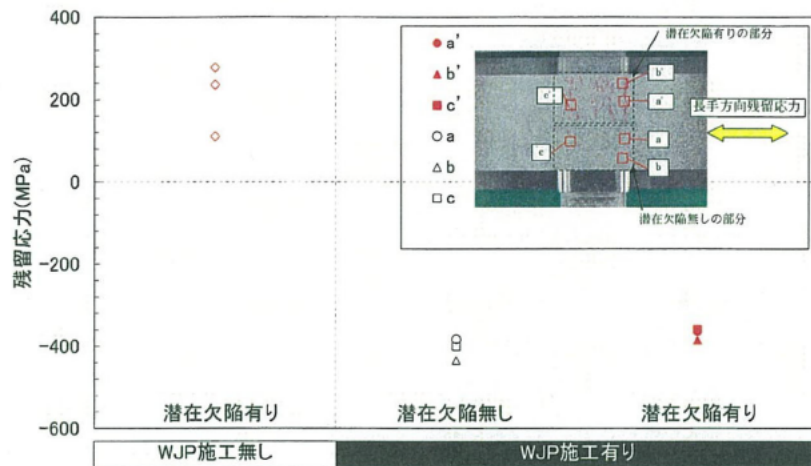 残留応力(MPa)
400
200
0
-200
-400
-600
a'
b'
c'
a
b
c
潜在欠陥有りの部分
b'
a'
c'
a
c
b
潜在欠陥無しの部分
長手方向残留応力
潜在欠陥有り
潜在欠陥無し
潜在欠陥有り
WJP施工無し
WJP施工有り